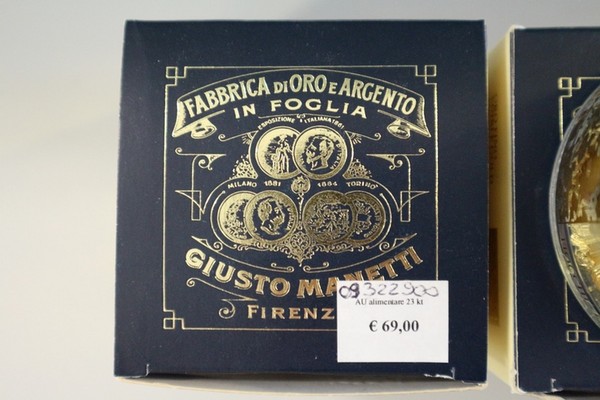 FABBRICA DI ORO E ARGENTO
IN FOGLIA
ESPOSIZIONE ITALIANA 1881
MILANO 1881 1884 TORINO
GIUSTO MANETTI
FIRENZ
09322900
AU alimentare 23 kt
€ 69,00